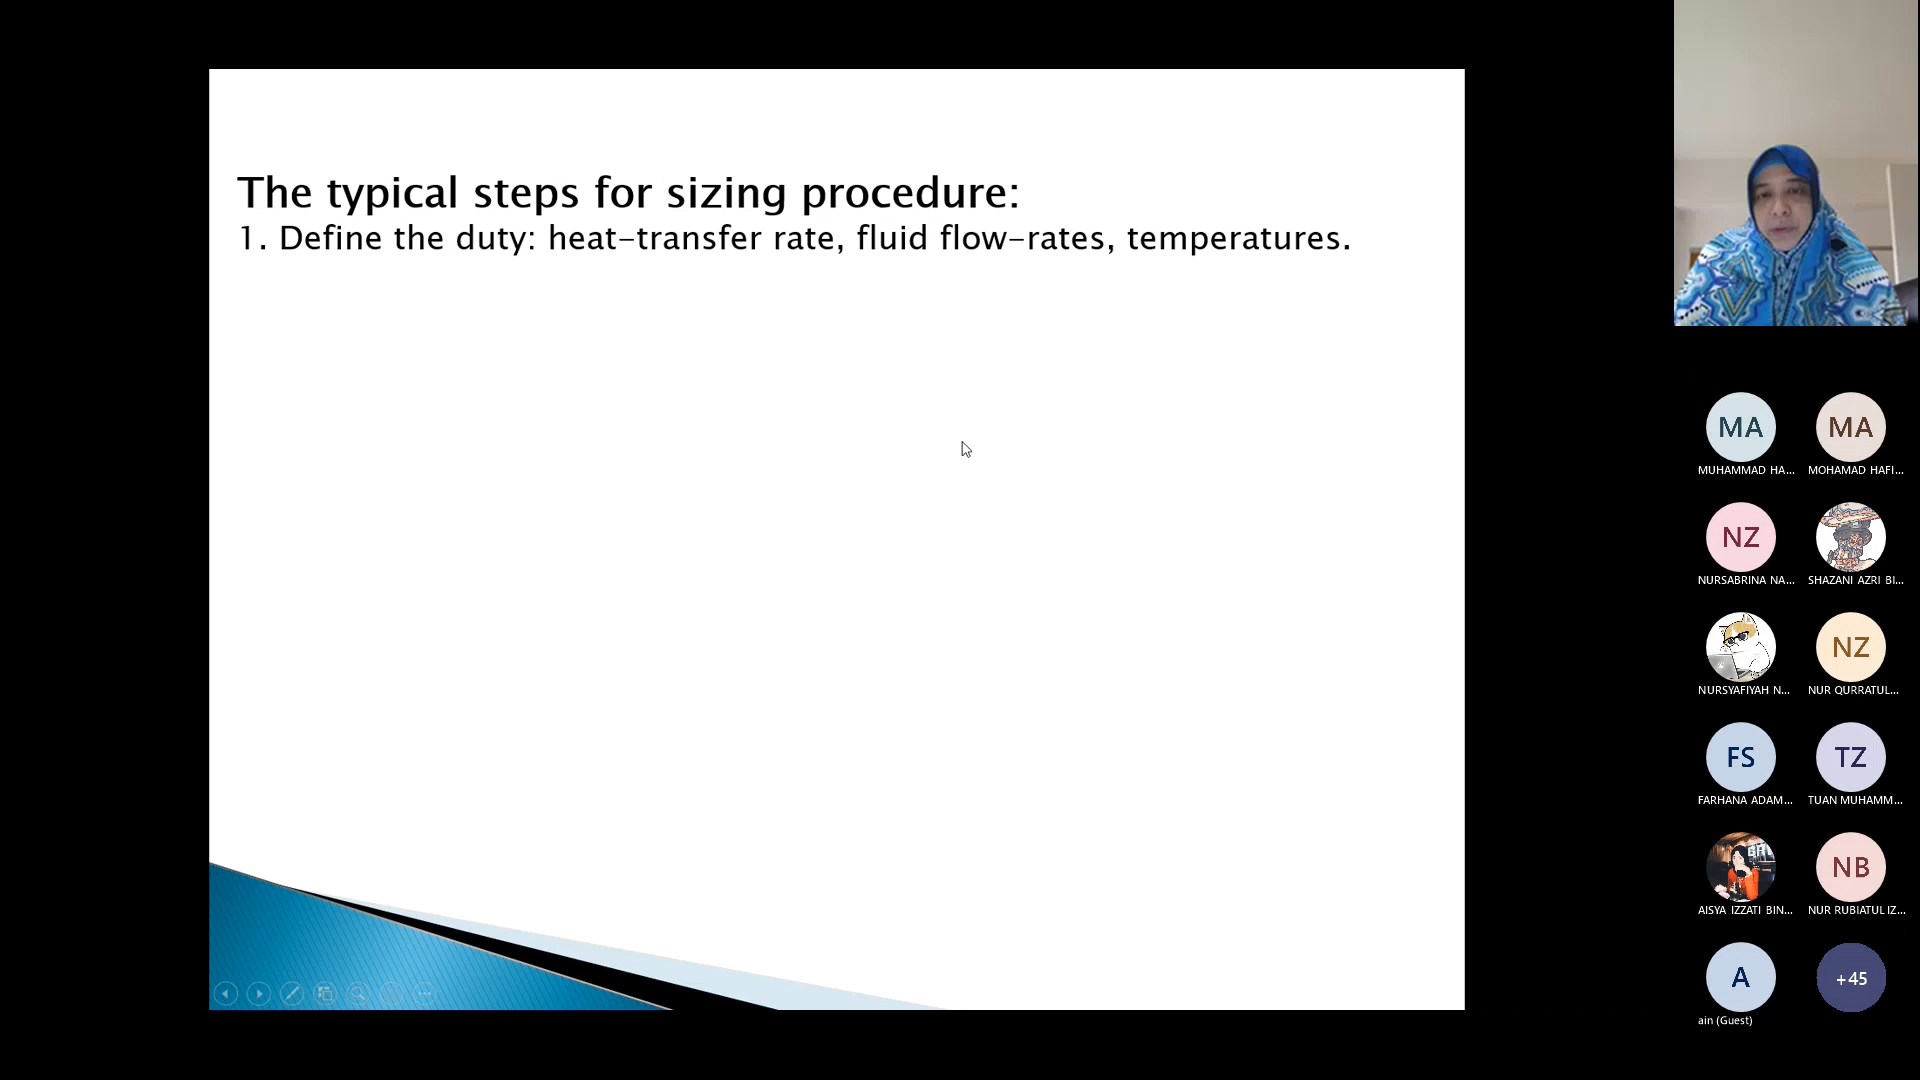 The typical steps for sizing procedure:
1. Define the duty: heat-transfer rate, fluid flow-rates, temperatures.
MA
MA
MUHAMMAD HA...
MOHAMAD HAFI...
NZ
NURSABRINA NA...
SHAZANI AZRI BI...
NZ
NURSYAFIYAH N...
NUR QURRATUL...
FS
TZ
FARHANA ADAM...
TUAN MUHAMM...
NB
AISYA IZZATI BIN...
NUR RUBIATUL IZ...
A
+45
ain (Guest)